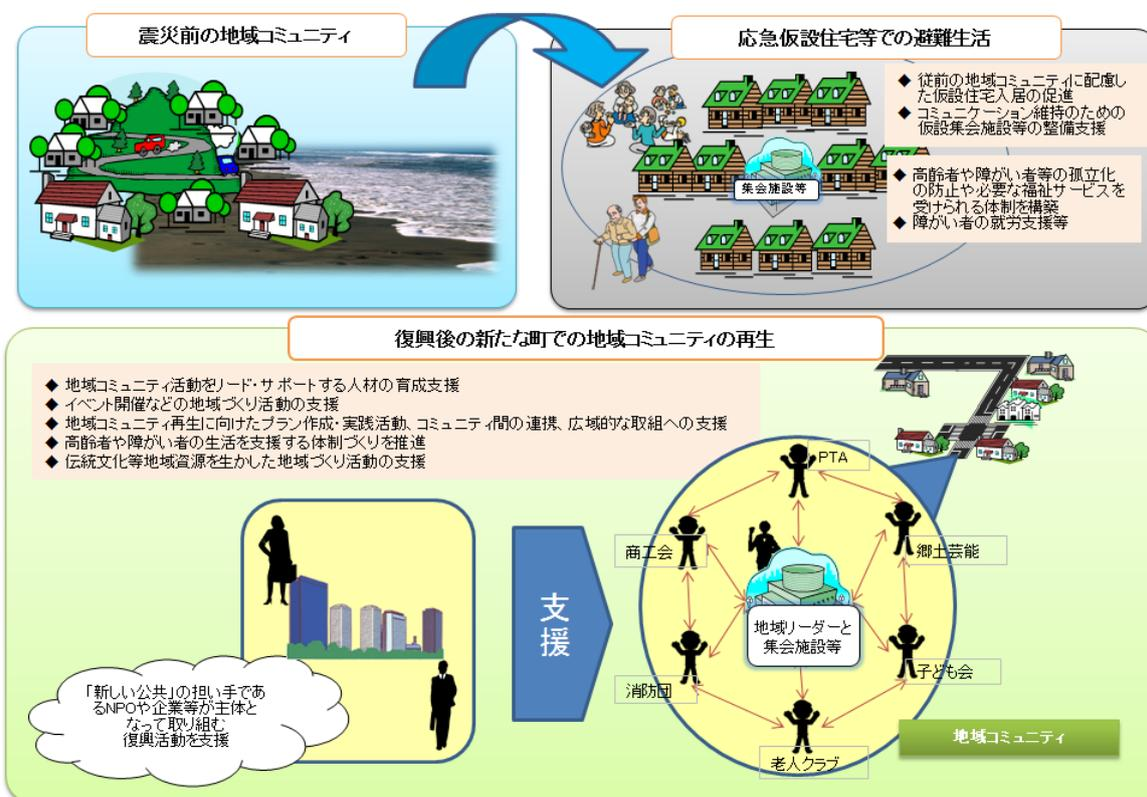 震災前の地域コミュニティ
応急仮設住宅等での避難生活
◆ 従前の地域コミュニティに配慮し
た仮設住宅入居の促進
◆ コミュニケーション維持のための
仮設集会施設等の整備支援
◆ 高齢者や障がい者等の孤立化
の防止や必要な福祉サービスを
受けられる体制を構築
◆ 障がい者の就労支援等
集会施設等
復興後の新たな町での地域コミュニティの再生
◆ 地域コミュニティ活動をリード・サポートする人材の育成支援
◆ イベント開催などの地域づくり活動の支援
◆ 地域コミュニティ再生に向けたプラン作成・実践活動、コミュニティ間の連携、広域的な取組への支援
◆ 高齢者や障がい者の生活を支援する体制づくりを推進
◆ 伝統文化等地域資源を生かした地域づくり活動の支援
「新しい公共」の担い手であ
るNPOや企業等が主体と
なって取り組む
復興活動を支援
支
援
PTA
商工会
郷土芸能
地域リーダーと
集会施設等
消防団
子ども会
老人クラブ
地域コミュニティ